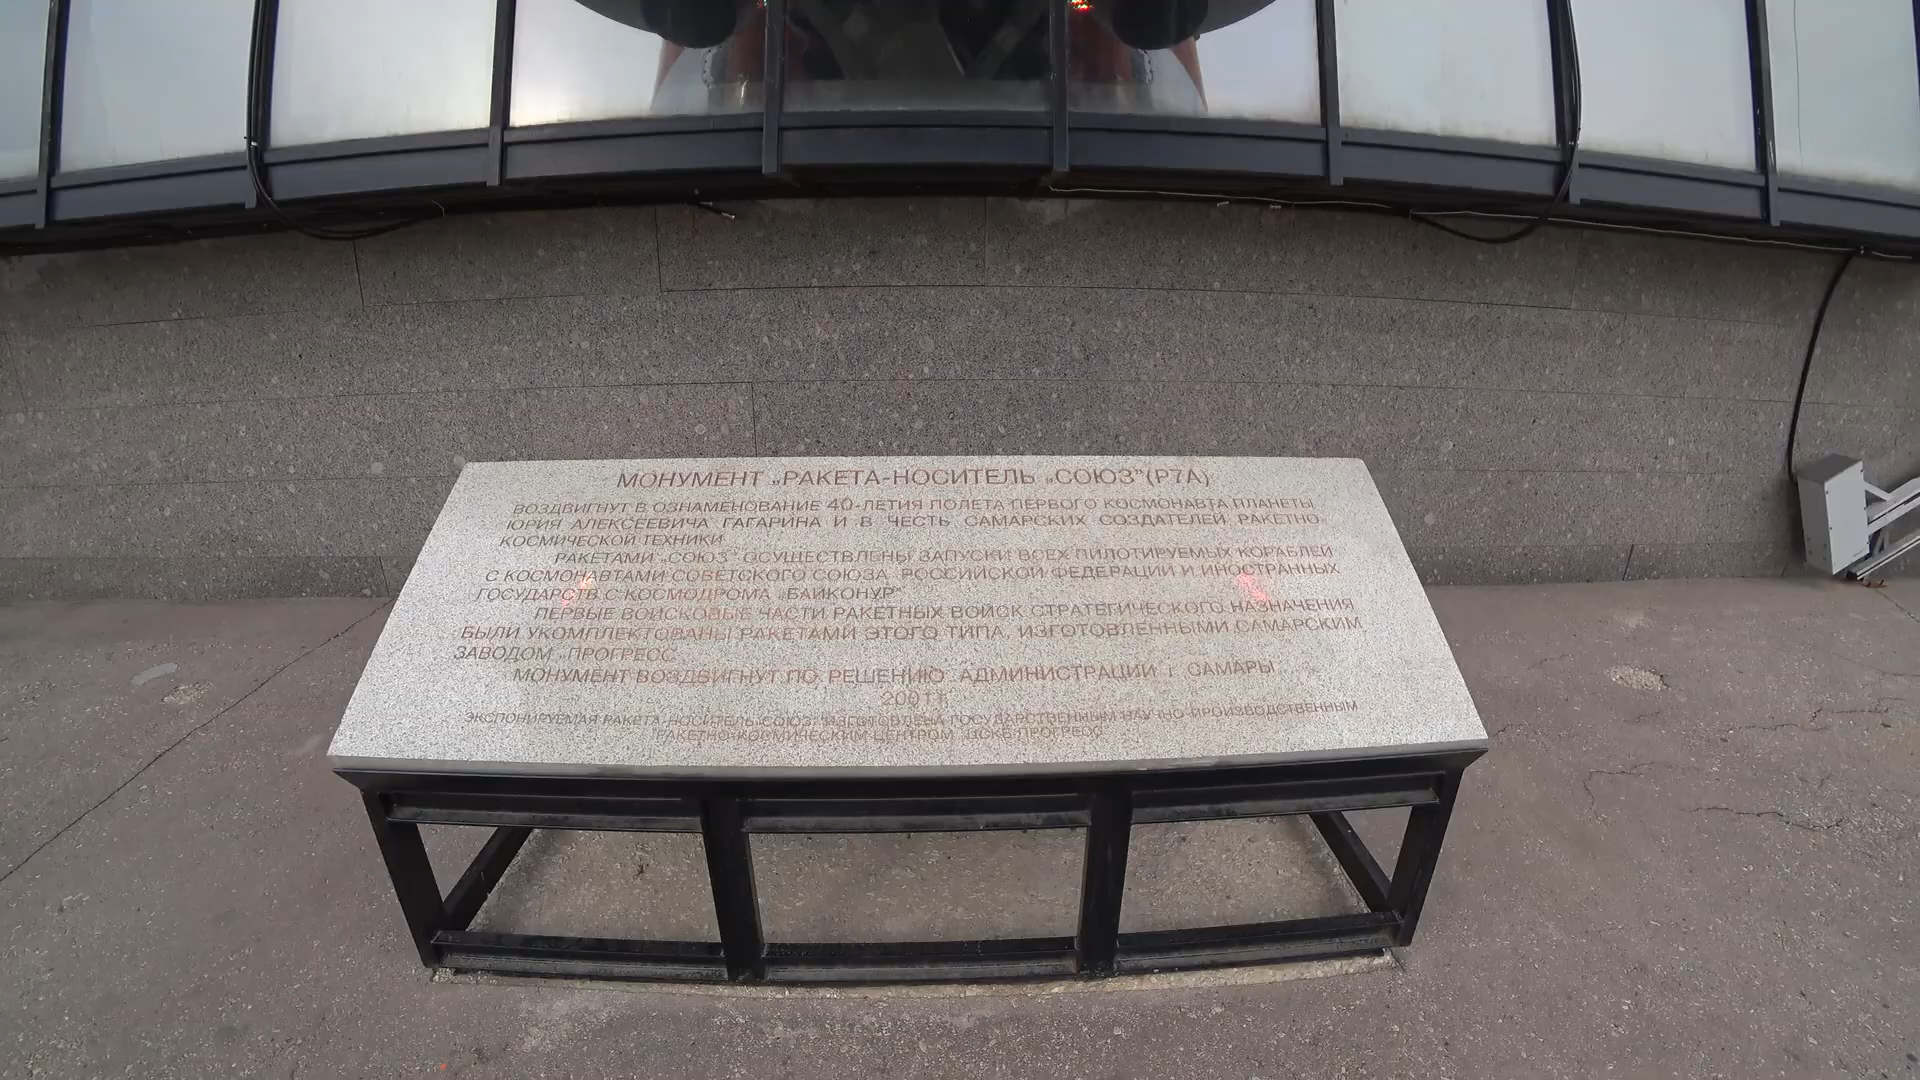 МОНУМЕНТ „РАКЕТА-НОСИТЕЛЬ „СОЮЗ”(Р7А)
ВОЗДВИГНУТ В ОЗНАМЕНОВАНИЕ 40-ЛЕТИЯ ПОЛЕТА ПЕРВОГО КОСМОНАВТА ПЛАНЕТЫ
ЮРИЯ АЛЕКСЕЕВИЧА ГАГАРИНА И В ЧЕСТЬ САМАРСКИХ СОЗДАТЕЛЕЙ РАКЕТНО-
КОСМИЧЕСКОЙ ТЕХНИКИ
РАКЕТАМИ „СОЮЗ” ОСУЩЕСТВЛЕНЫ ЗАПУСКИ ВСЕХ ПИЛОТИРУЕМЫХ КОРАБЛЕЙ
С КОСМОНАВТАМИ СОВЕТСКОГО СОЮЗА, РОССИЙСКОЙ ФЕДЕРАЦИИ И ИНОСТРАННЫХ
ГОСУДАРСТВ С КОСМОДРОМА „БАЙКОНУР”
ПЕРВЫЕ ВОЙСКОВЫЕ ЧАСТИ РАКЕТНЫХ ВОЙСК СТРАТЕГИЧЕСКОГО НАЗНАЧЕНИЯ
БЫЛИ УКОМПЛЕКТОВАНЫ РАКЕТАМИ ЭТОГО ТИПА, ИЗГОТОВЛЕННЫМИ САМАРСКИМ
ЗАВОДОМ „ПРОГРЕСС”
МОНУМЕНТ ВОЗДВИГНУТ ПО РЕШЕНИЮ АДМИНИСТРАЦИИ г. САМАРЫ
2001г.
ЭКСПОНИРУЕМАЯ РАКЕТА-НОСИТЕЛЬ„СОЮЗ” ИЗГОТОВЛЕНА ГОСУДАРСТВЕННЫМ НАУЧНО-ПРОИЗВОДСТВЕННЫМ
РАКЕТНО-КОСМИЧЕСКИМ ЦЕНТРОМ „ЦСКБ-ПРОГРЕСС”